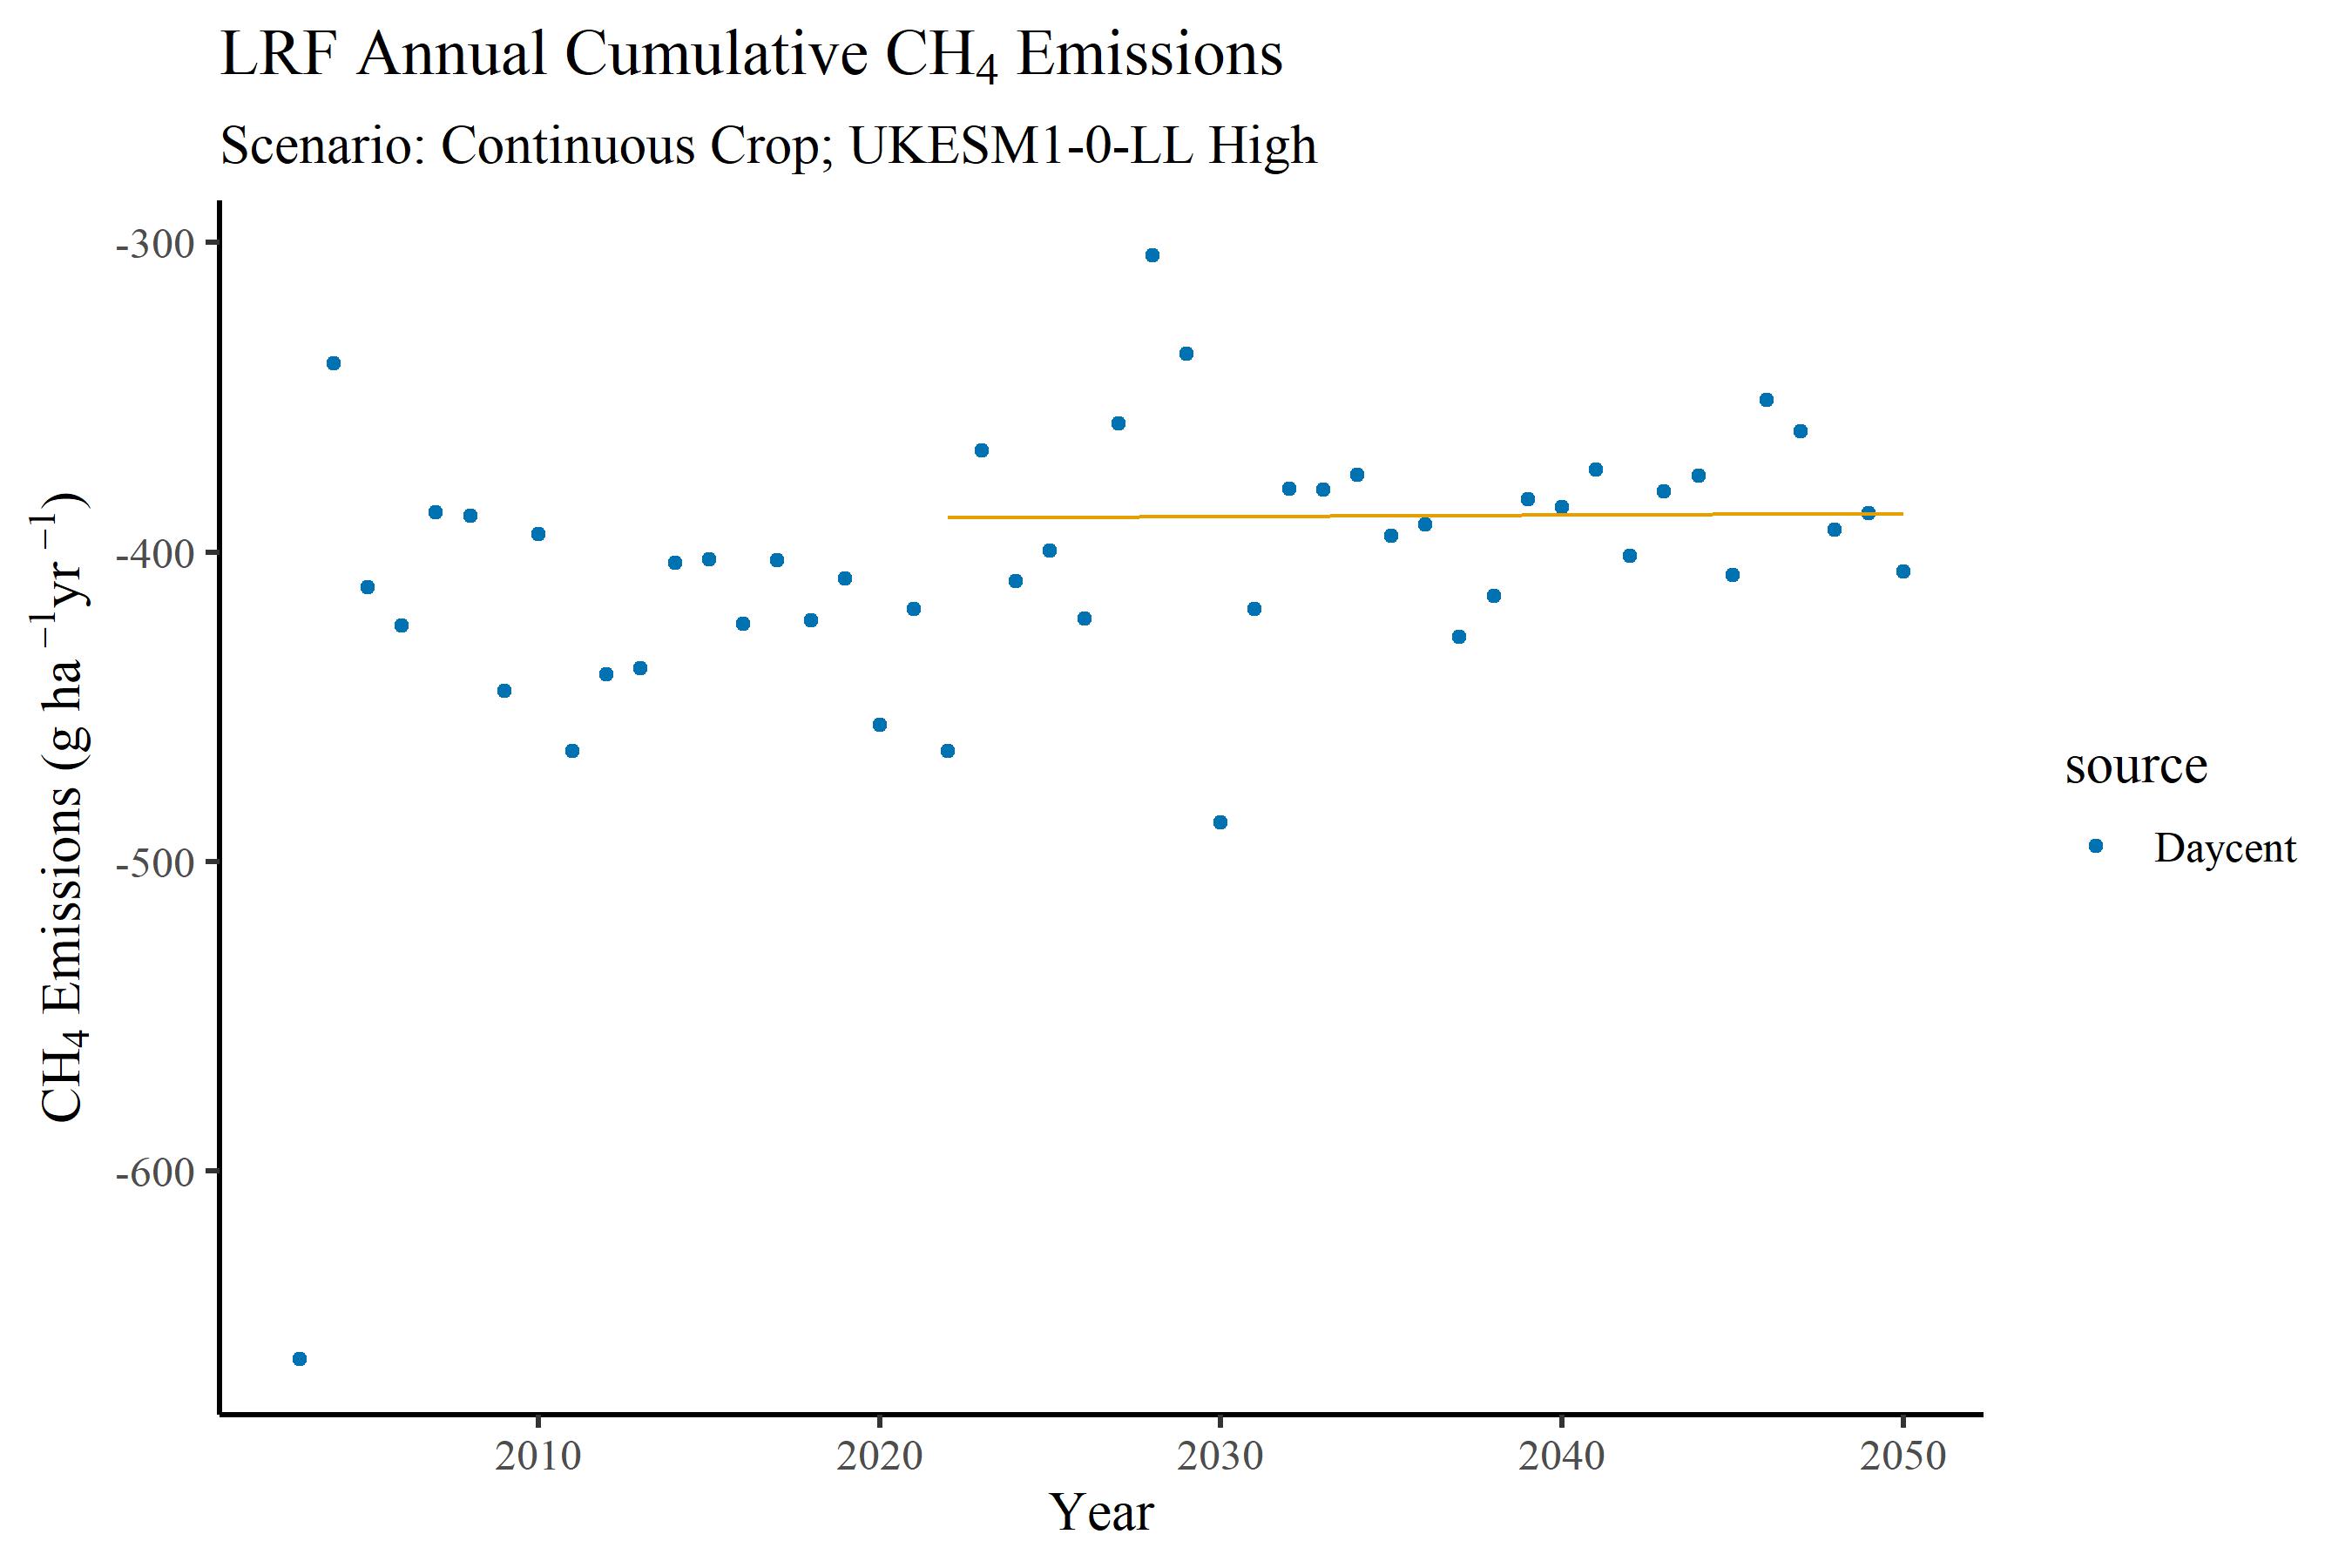 LRF Annual Cumulative CH₄ Emissions
Scenario: Continuous Crop; UKESM1-0-LL High
CH₄ Emissions (g ha ⁻¹yr ⁻¹)
-300
-400
-500
-600
2010
2020
2030
2040
2050
Year
source
Daycent